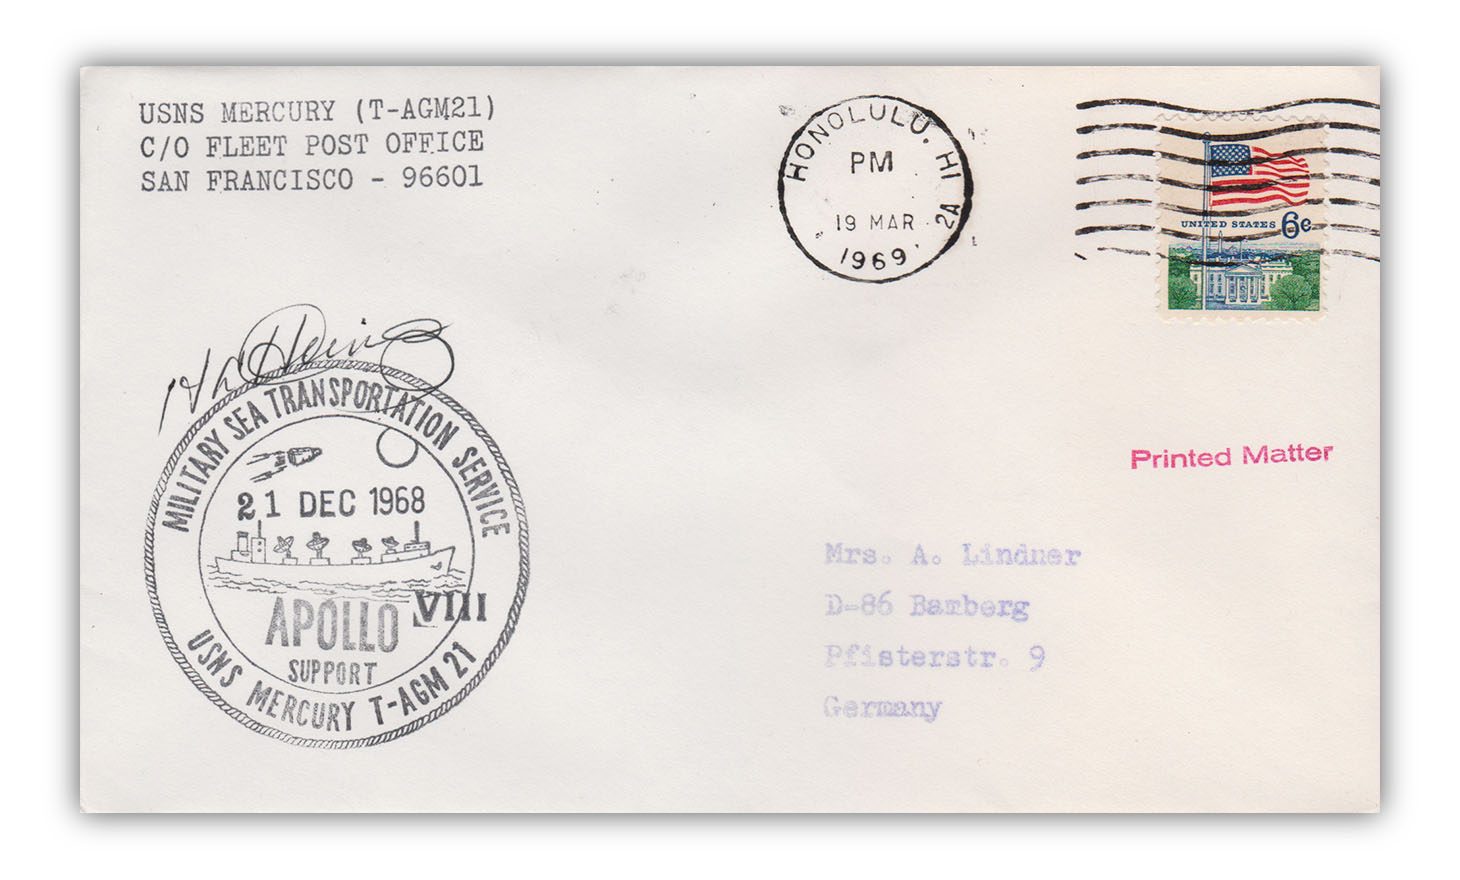 USNS MERCURY (T-AGM21)
C/O FLEET POST OFFICE
SAN FRANCISCO - 96601
HONOLULU, HI 2A
PM
19 MAR
1969
UNITED STATES 6c
MILITARY SEA TRANSPORTATION SERVICE
21 DEC 1968
APOLLO VIII
SUPPORT
USNS MERCURY T-AGM 21
Printed Matter
Mrs. A. Lindner
D-86 Bamberg
Pfisterstr. 9
Germany